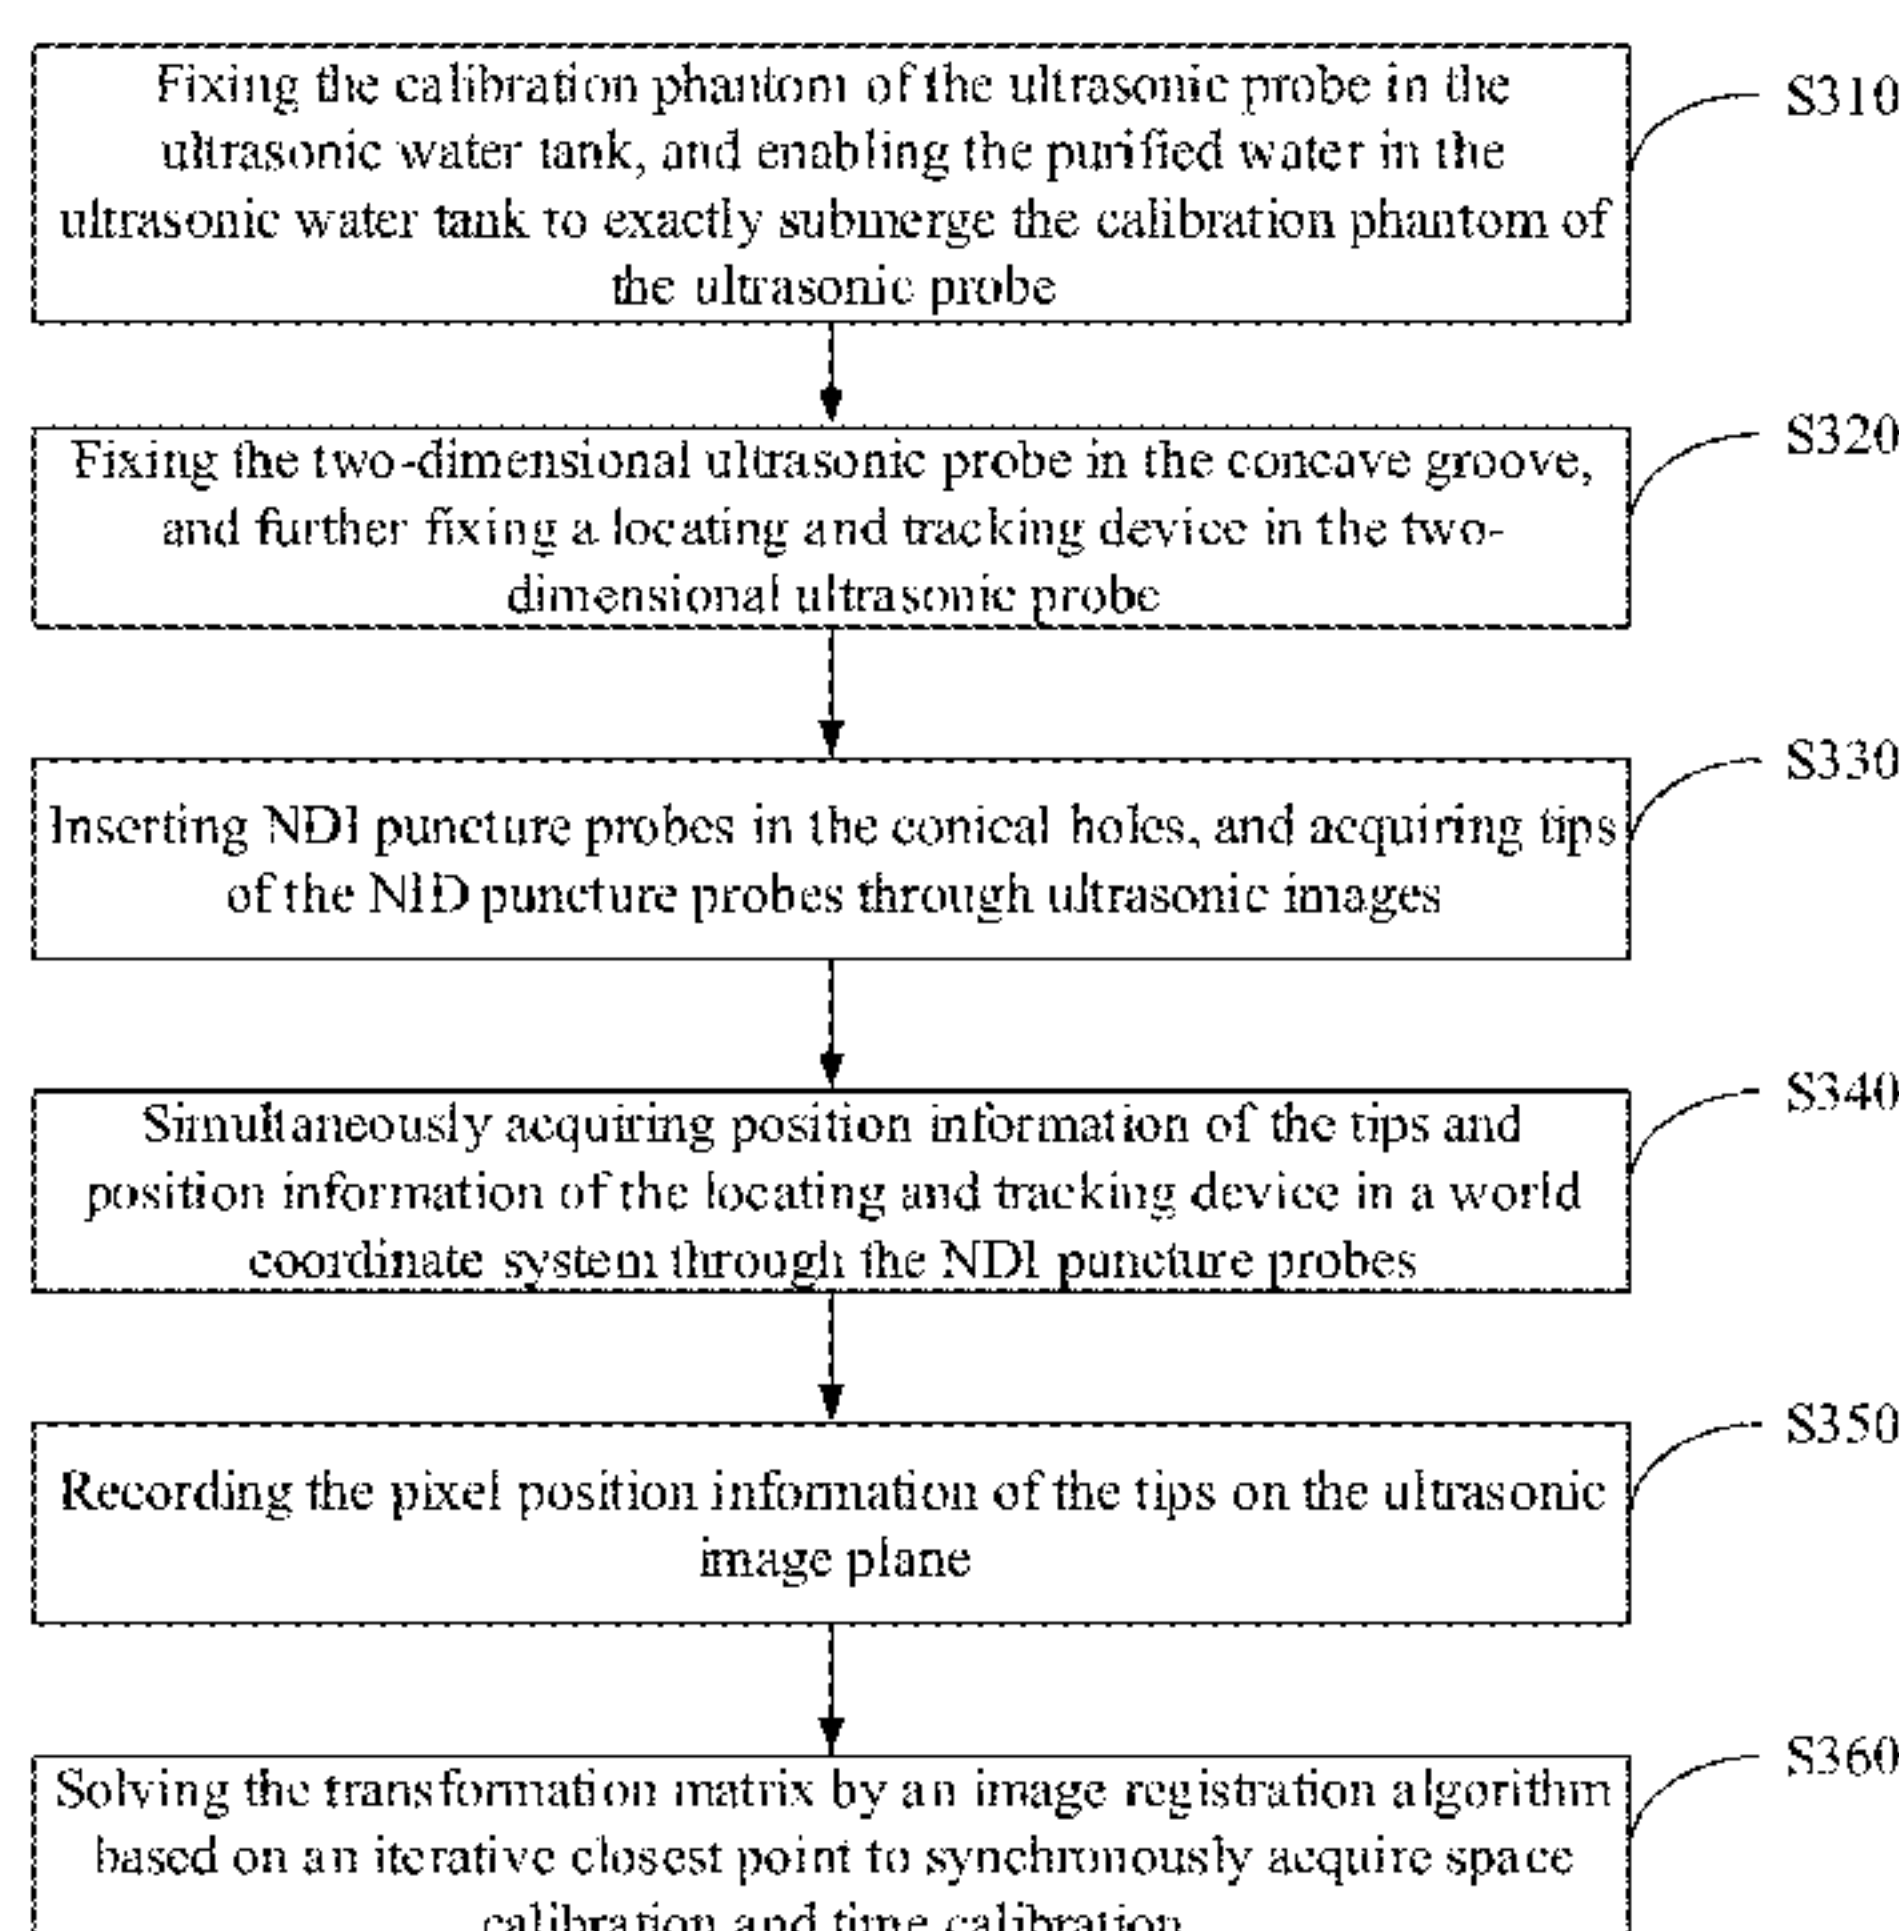 Fixing the calibration phantom of the ultrasonic probe in the
ultrasonic water tank, and enabling the purified water in the
ultrasonic water tank to exactly submerge the calibration phantom of
the ultrasonic probe
S310
Fixing the two-dimensional ultrasonic probe in the concave groove,
and further fixing a locating and tracking device in the two-
dimensional ultrasonic probe
S320
Inserting NDI puncture probes in the conical holes, and acquiring tips
of the NID puncture probes through ultrasonic images
S330
Simultaneously acquiring position information of the tips and
position information of the locating and tracking device in a world
coordinate system through the NDI puncture probes
S340
Recording the pixel position information of the tips on the ultrasonic
image plane
S350
Solving the transformation matrix by an image registration algorithm
based on an iterative closest point to synchronously acquire space
calibration and time calibration
S360